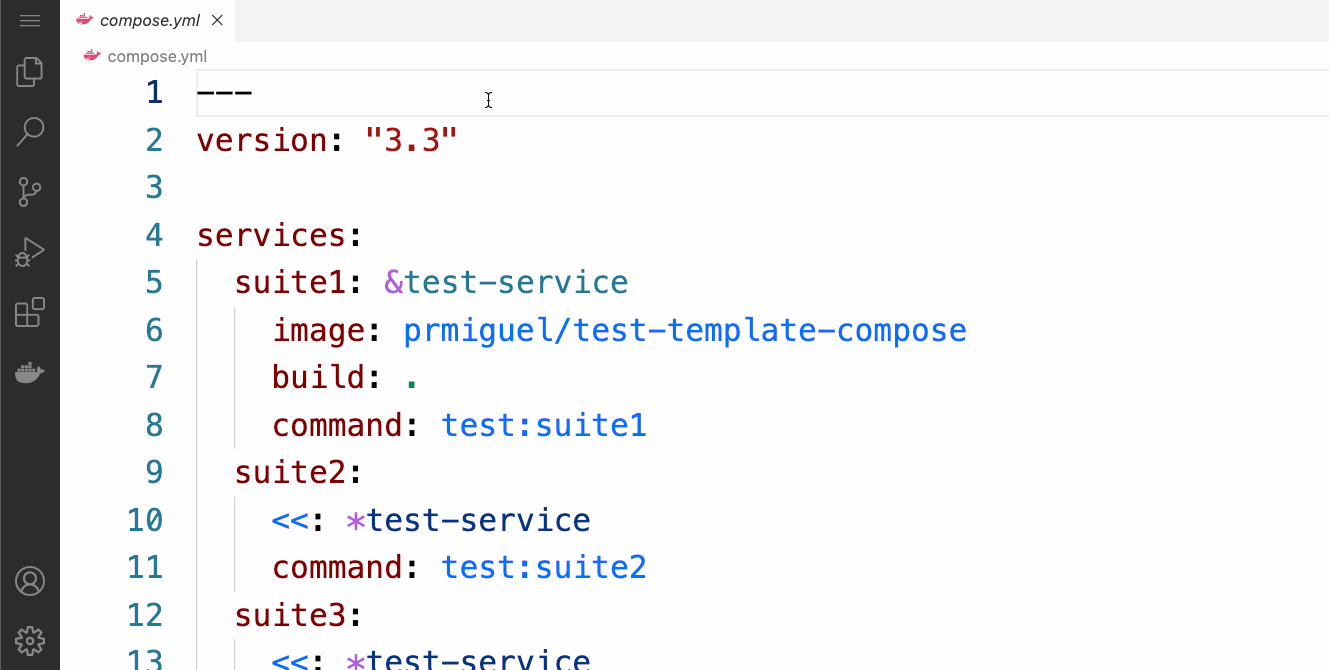 compose.yml
compose.yml
1 ---
2 version: "3.3"
3
4 services:
5 suite1: &test-service
6 image: prmiguel/test-template-compose
7 build: .
8 command: test:suite1
9 suite2:
10 <<: *test-service
11 command: test:suite2
12 suite3:
13 <<: *test-service